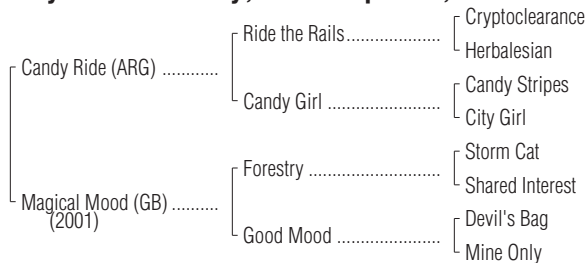 Cryptoclearance
Ride the Rails
Herbalesian
Candy Ride (ARG)
Candy Stripes
Candy Girl
City Girl
Storm Cat
Forestry
Shared Interest
Magical Mood (GB)
(2001)
Devil's Bag
Good Mood
Mine Only